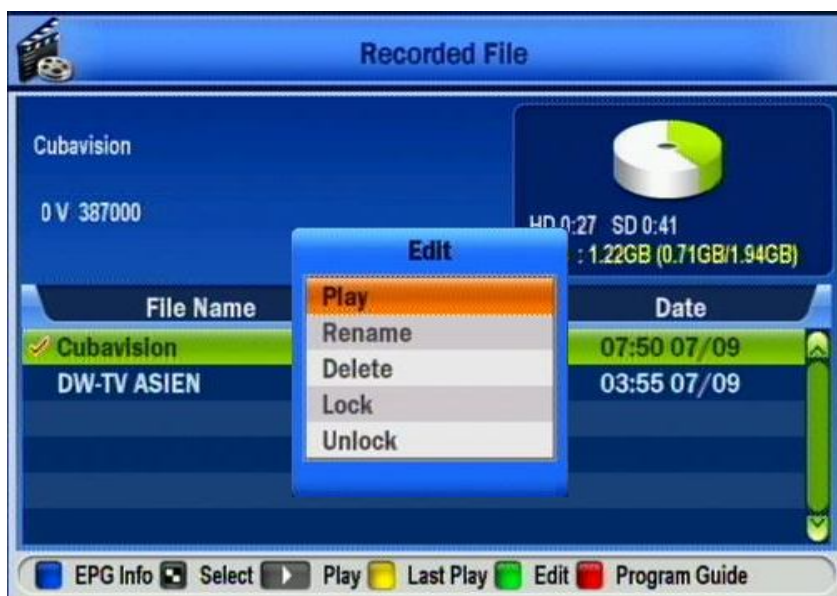 Recorded File
Cubavision
0 V 387000
HD 0:27 SD 0:41
: 1.22GB (0.71GB/1.94GB)
Edit
Play
Rename
Delete
Lock
Unlock
File Name
Date
Cubavision 07:50 07/09
DW-TV ASIEN 03:55 07/09
EPG Info Select Play Last Play Edit Program Guide